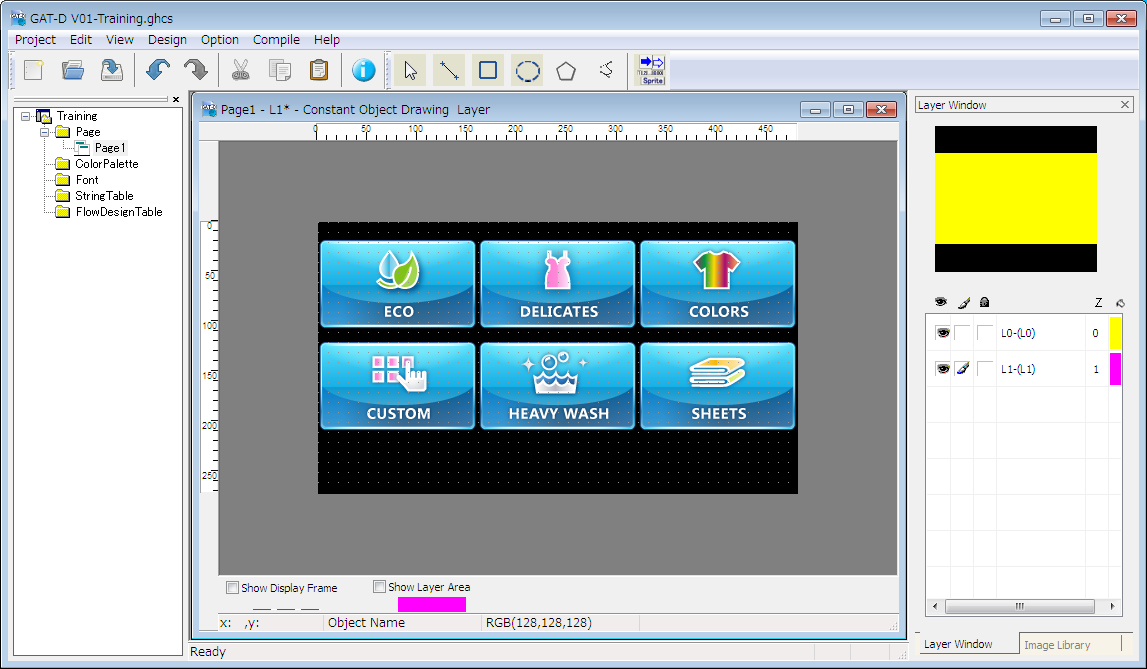 GAT-D V01-Training.ghcs
Project Edit View Design Option Compile Help
Sprite
Training
Page
Page1
ColorPalette
Font
StringTable
FlowDesignTable
Page1 - L1* - Constant Object Drawing Layer
0 50 100 150 200 250 300 350 400 450
0
50
100
150
200
250
ECO
DELICATES
COLORS
CUSTOM
HEAVY WASH
SHEETS
Show Display Frame
Show Layer Area
x: ,y:
Object Name
RGB(128,128,128)
Ready
Layer Window
Z
L0-(L0) 0
L1-(L1) 1
Layer Window
Image Library